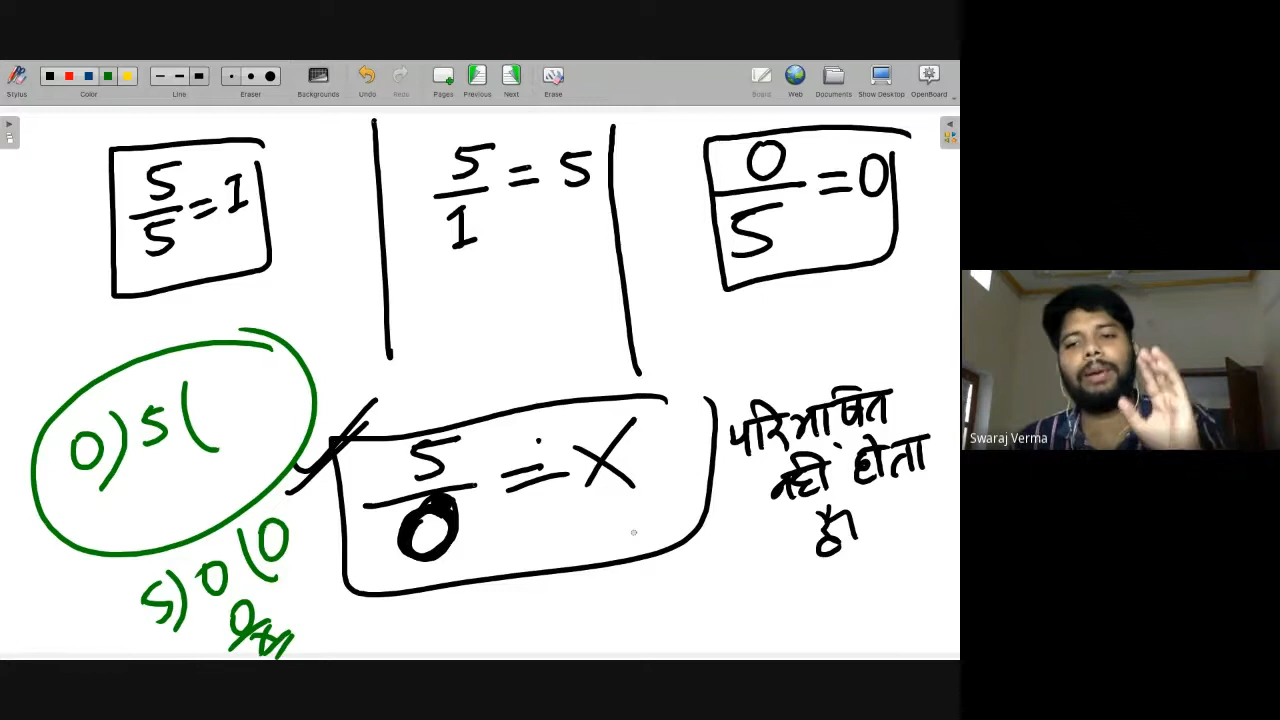 Stylus
Color
Line
Eraser
Backgrounds
Undo
Redo
Pages
Previous
Next
Erase
Board
Web
Documents
Show Desktop
OpenBoard
5/5 = 1
5/1 = 5
0/5 = 0
0)5(
5/0 = X
परिभाषित
नहीं होता
है।
5)0(0
0
Swaraj Verma